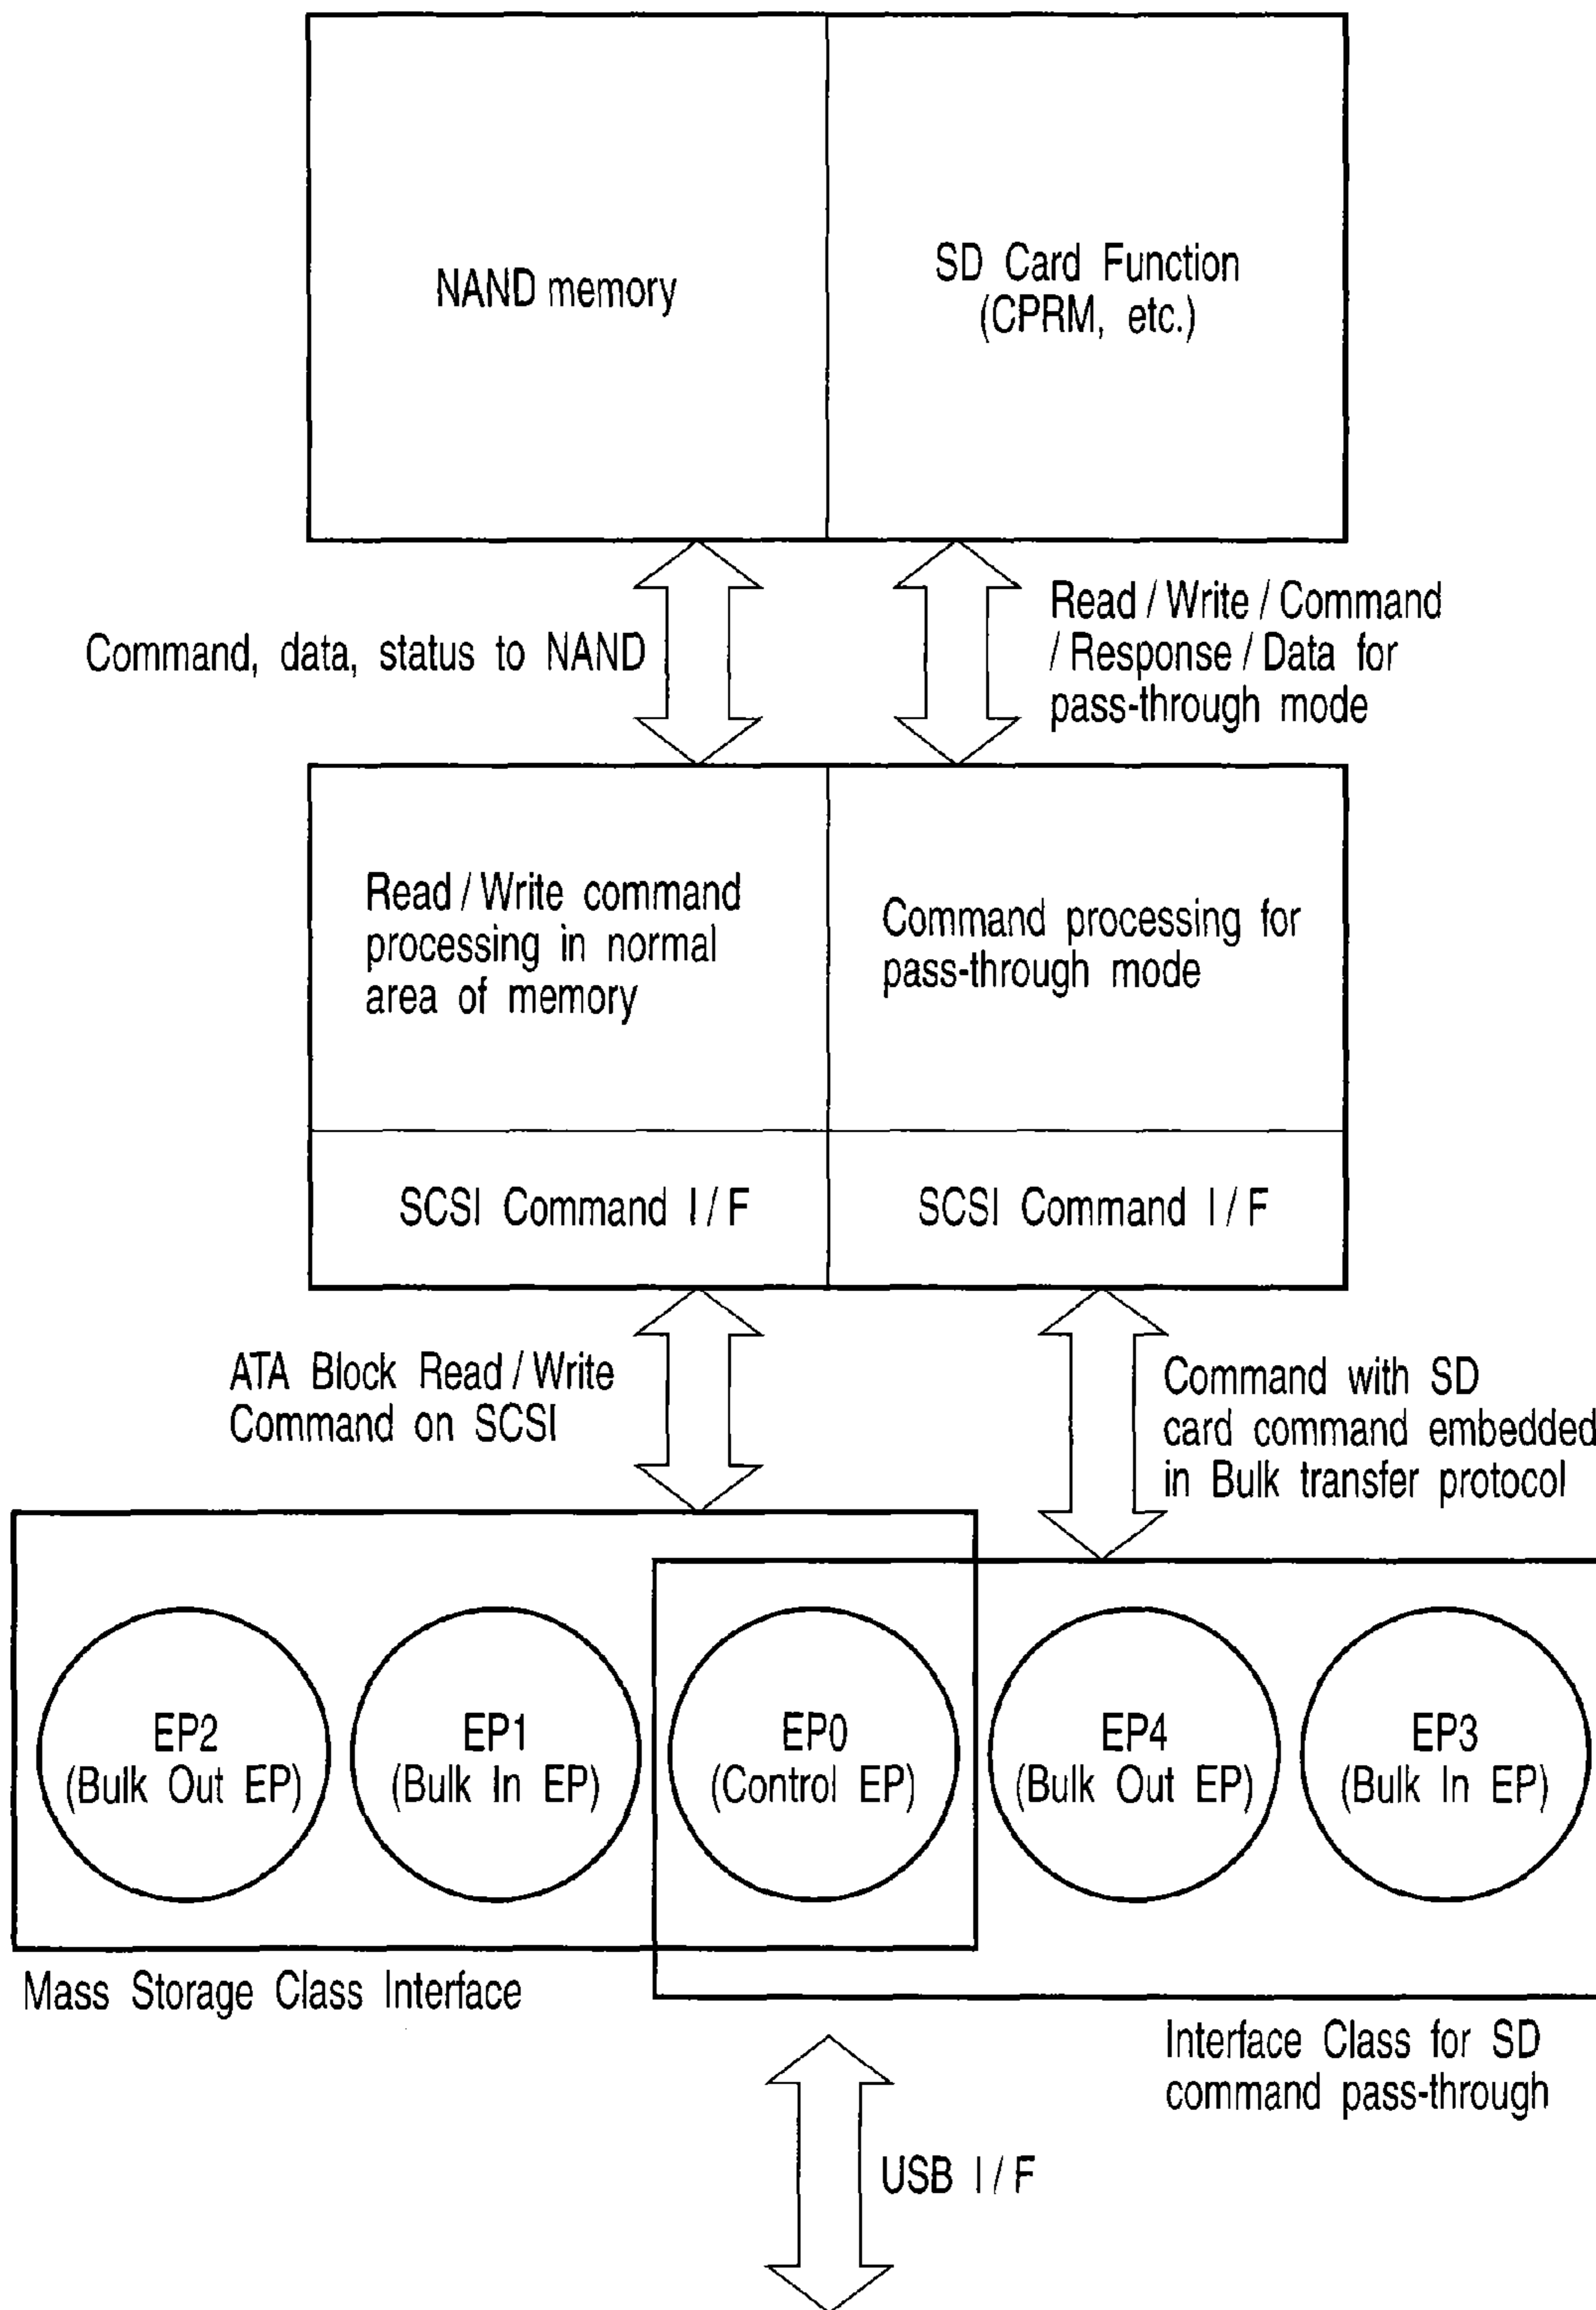 NAND memory
SD Card Function
(CPRM, etc.)
Command, data, status to NAND
Read / Write / Command
/ Response / Data for
pass-through mode
Read / Write command
processing in normal
area of memory
Command processing for
pass-through mode
SCSI Command I / F
SCSI Command I / F
ATA Block Read / Write
Command on SCSI
Command with SD
card command embedded
in Bulk transfer protocol
EP2
(Bulk Out EP)
EP1
(Bulk In EP)
EP0
(Control EP)
EP4
(Bulk Out EP)
EP3
(Bulk In EP)
Mass Storage Class Interface
Interface Class for SD
command pass-through
USB I / F